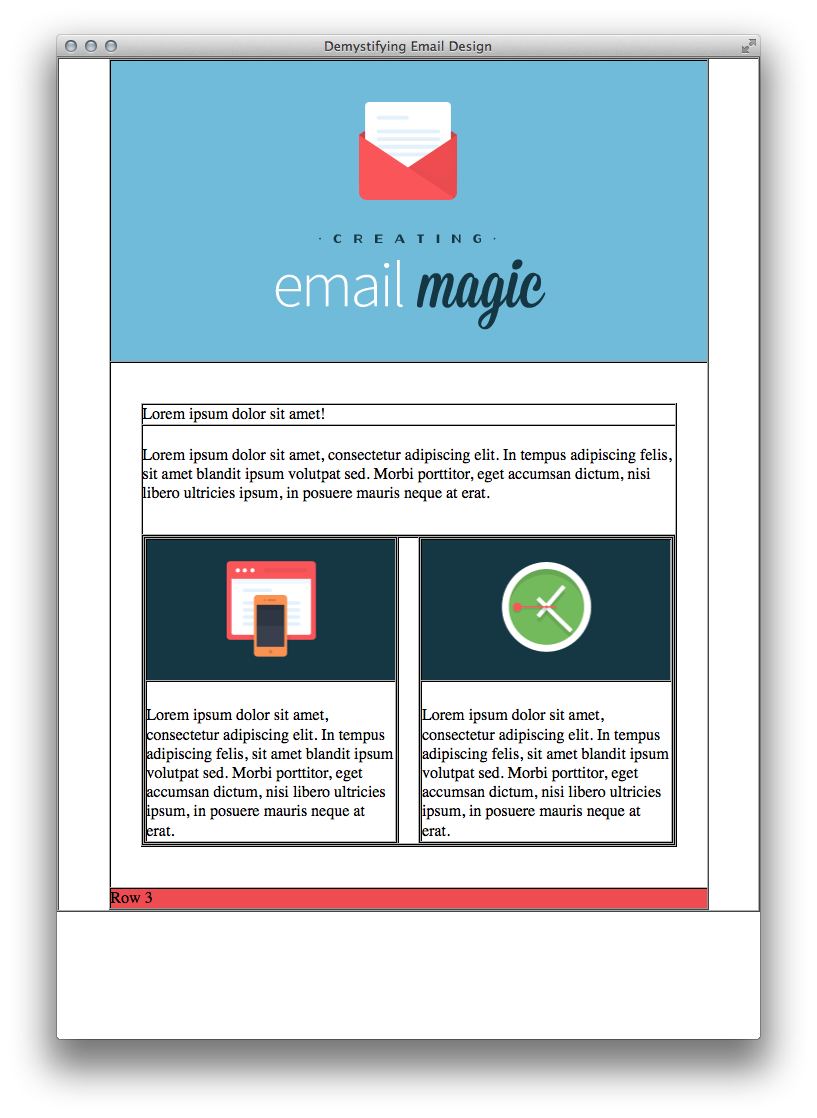 Demystifying Email Design
· CREATING ·
email magic
Lorem ipsum dolor sit amet!
Lorem ipsum dolor sit amet, consectetur adipiscing elit. In tempus adipiscing felis,
sit amet blandit ipsum volutpat sed. Morbi porttitor, eget accumsan dictum, nisi
libero ultricies ipsum, in posuere mauris neque at erat.
Lorem ipsum dolor sit amet,
consectetur adipiscing elit. In tempus
adipiscing felis, sit amet blandit ipsum
volutpat sed. Morbi porttitor, eget
accumsan dictum, nisi libero ultricies
ipsum, in posuere mauris neque at
erat.
Lorem ipsum dolor sit amet,
consectetur adipiscing elit. In tempus
adipiscing felis, sit amet blandit ipsum
volutpat sed. Morbi porttitor, eget
accumsan dictum, nisi libero ultricies
ipsum, in posuere mauris neque at
erat.
Row 3